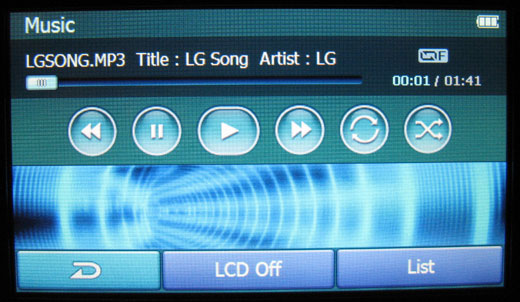 Music
LGSONG.MP3 Title : LG Song Artist : LG
00:01 / 01:41
LCD Off
List